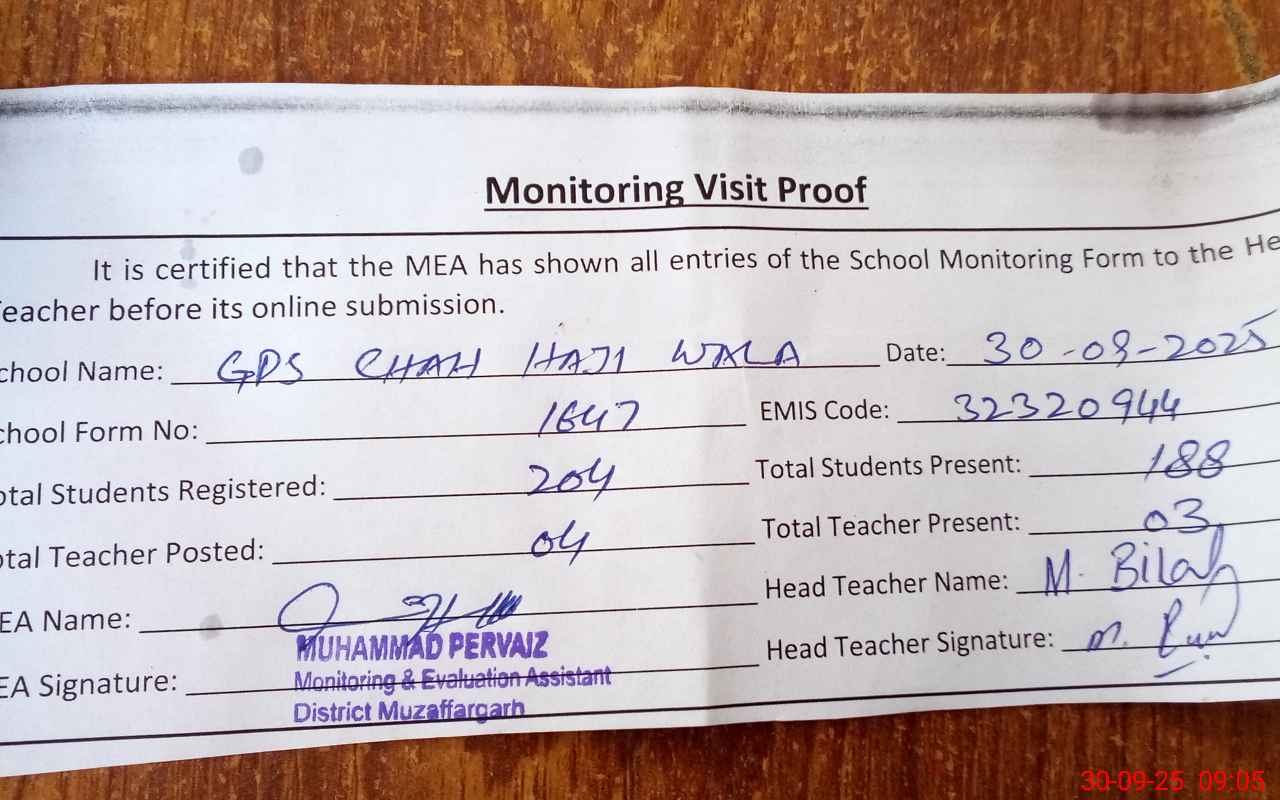 Monitoring Visit Proof
It is certified that the MEA has shown all entries of the School Monitoring Form to the He
eacher before its online submission.
chool Name: GPS CHAH HAJI WALA Date: 30-09-2025
chool Form No: 1647 EMIS Code: 32320944
otal Students Registered: 204 Total Students Present: 188
otal Teacher Posted: 04 Total Teacher Present: 03
EA Name: Head Teacher Name: M. Bilal
MUHAMMAD PERVAIZ
EA Signature: Monitoring & Evaluation Assistant Head Teacher Signature: M.
District Muzaffargarh
30-09-25 09:05